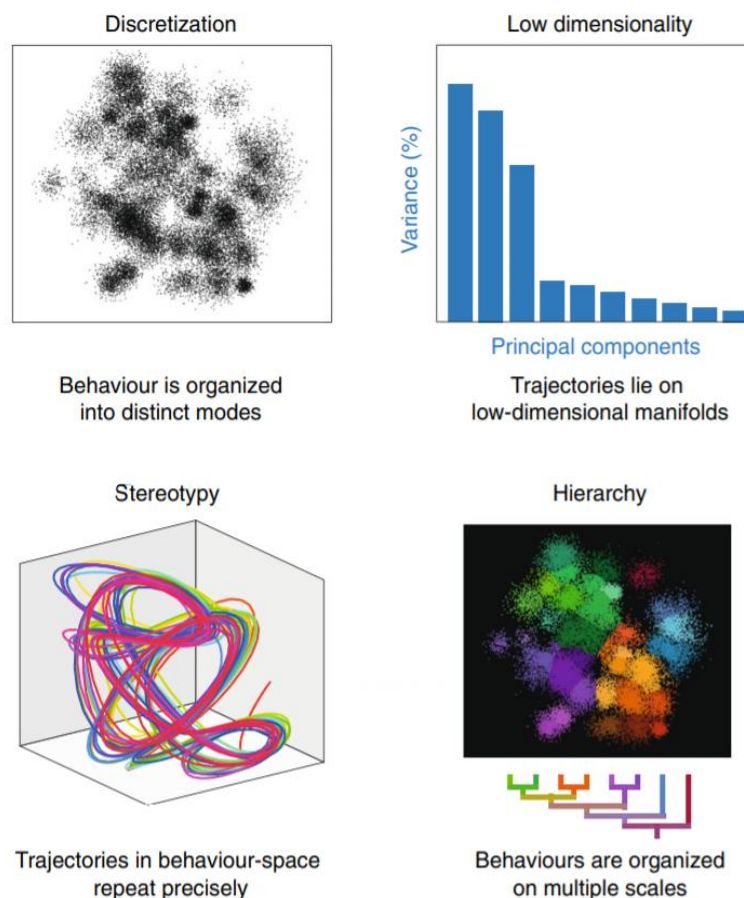 Discretization
Behaviour is organized
into distinct modes
Low dimensionality
Variance (%)
Principal components
Trajectories lie on
low-dimensional manifolds
Stereotypy
Trajectories in behaviour-space
repeat precisely
Hierarchy
Behaviours are organized
on multiple scales